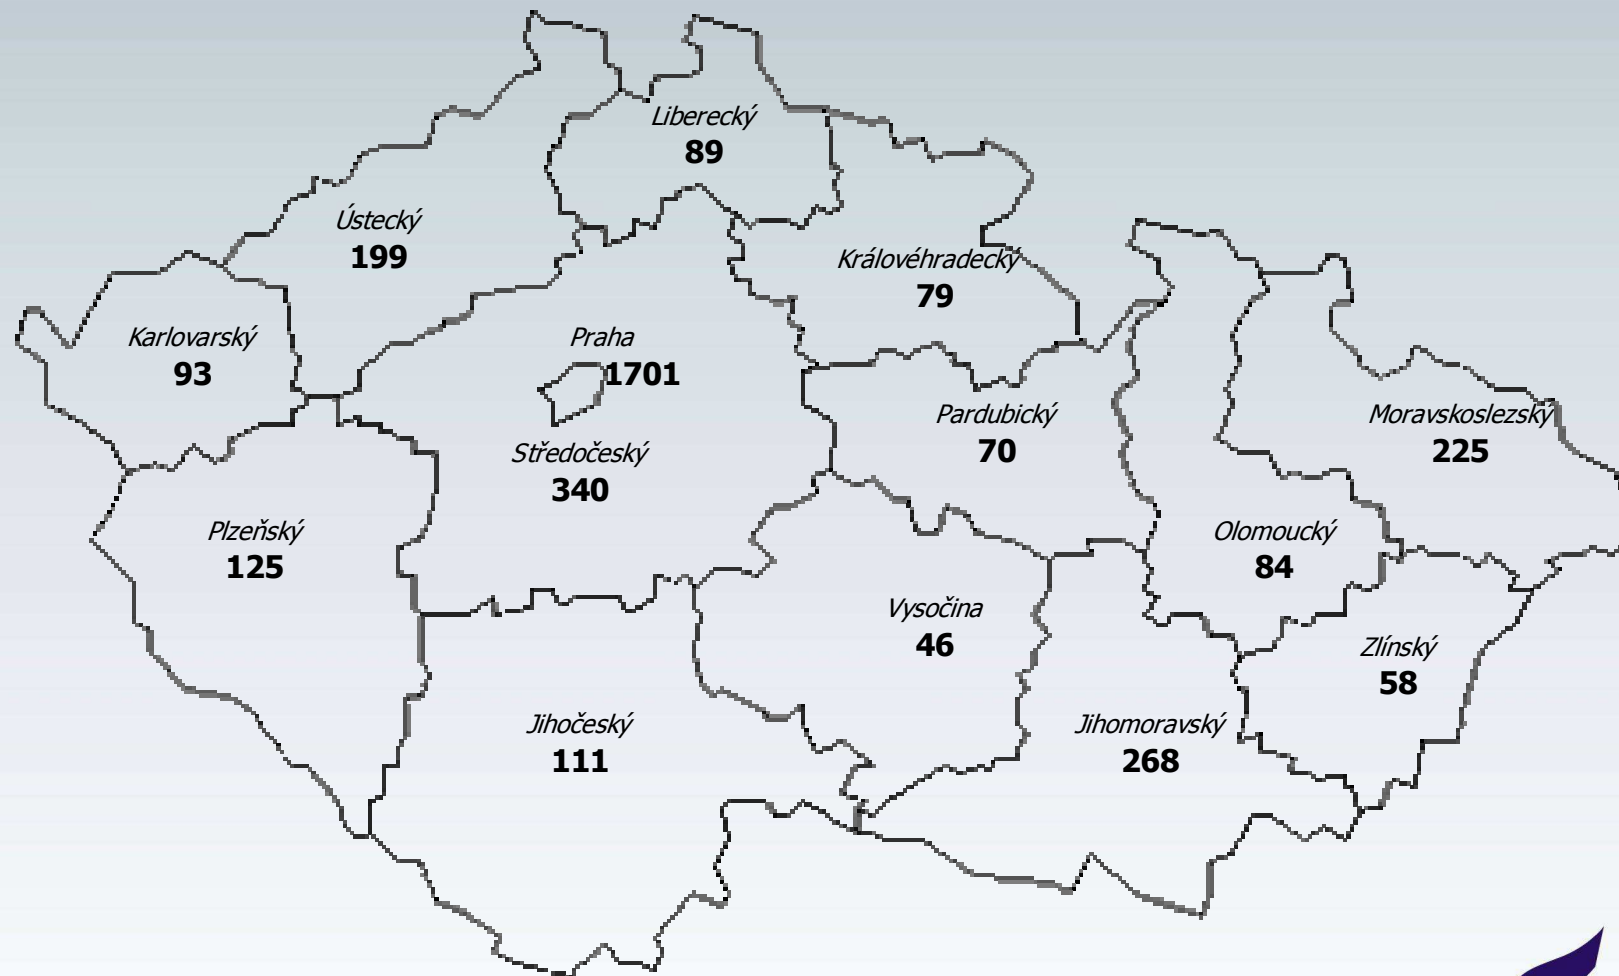 Liberecký
89
Ústecký
199
Královéhradecký
79
Karlovarský
93
Praha
1701
Pardubický
70
Moravskoslezský
225
Středočeský
340
Plzeňský
125
Olomoucký
84
Vysočina
46
Zlínský
58
Jihočeský
111
Jihomoravský
268